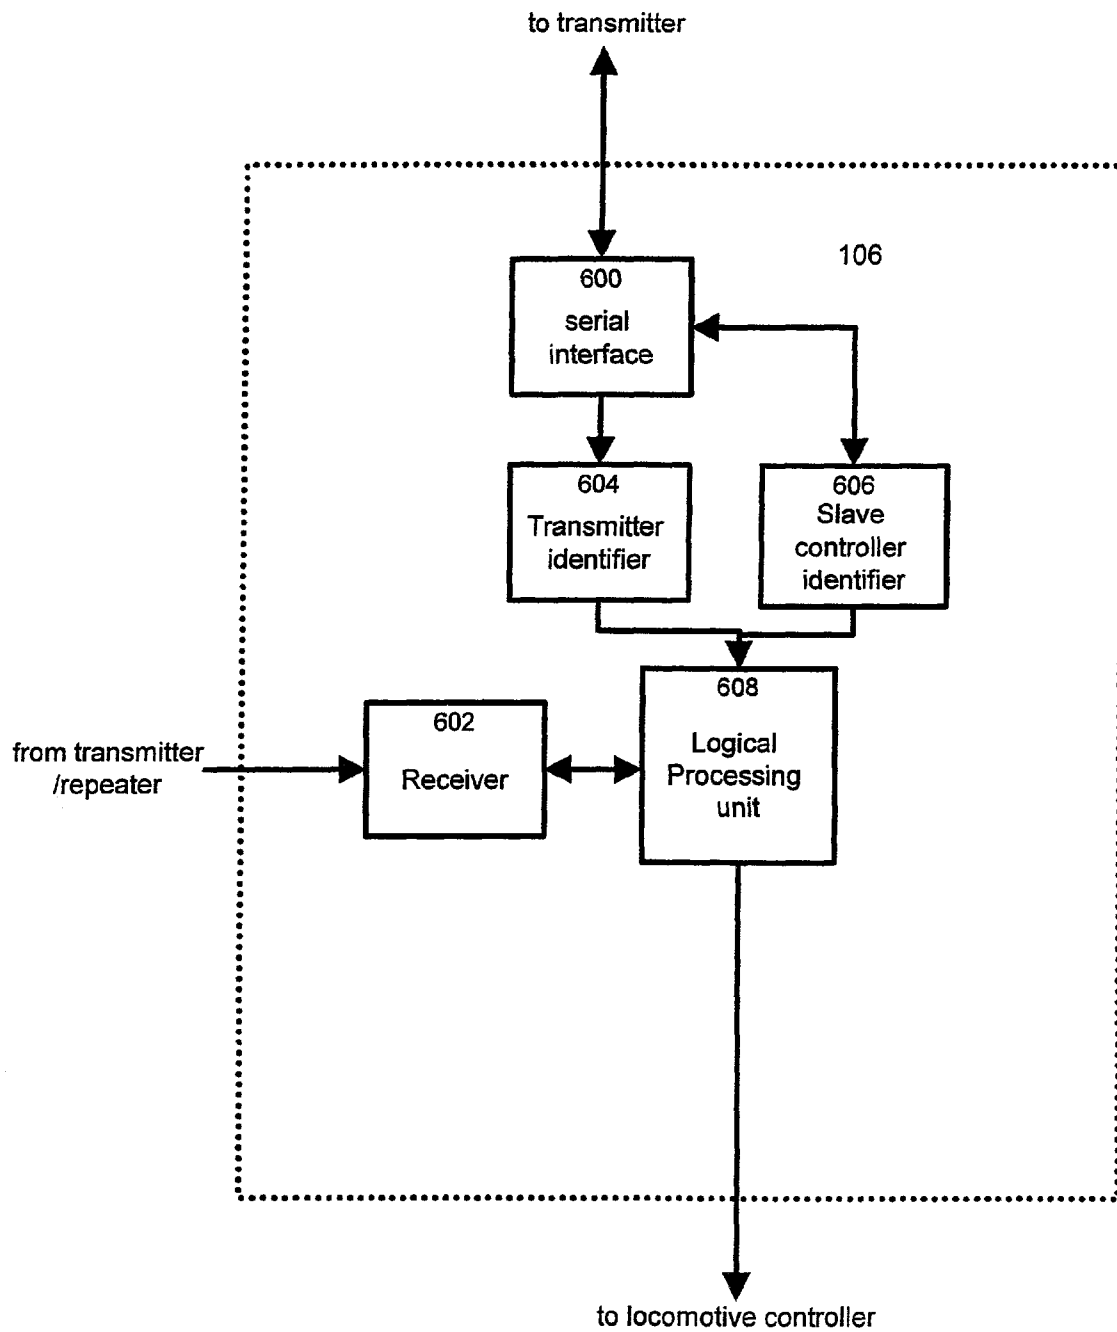 to transmitter
106
600
serial
interface
604
Transmitter
identifier
606
Slave
controller
identifier
608
Logical
Processing
unit
602
Receiver
from transmitter
/repeater
to locomotive controller